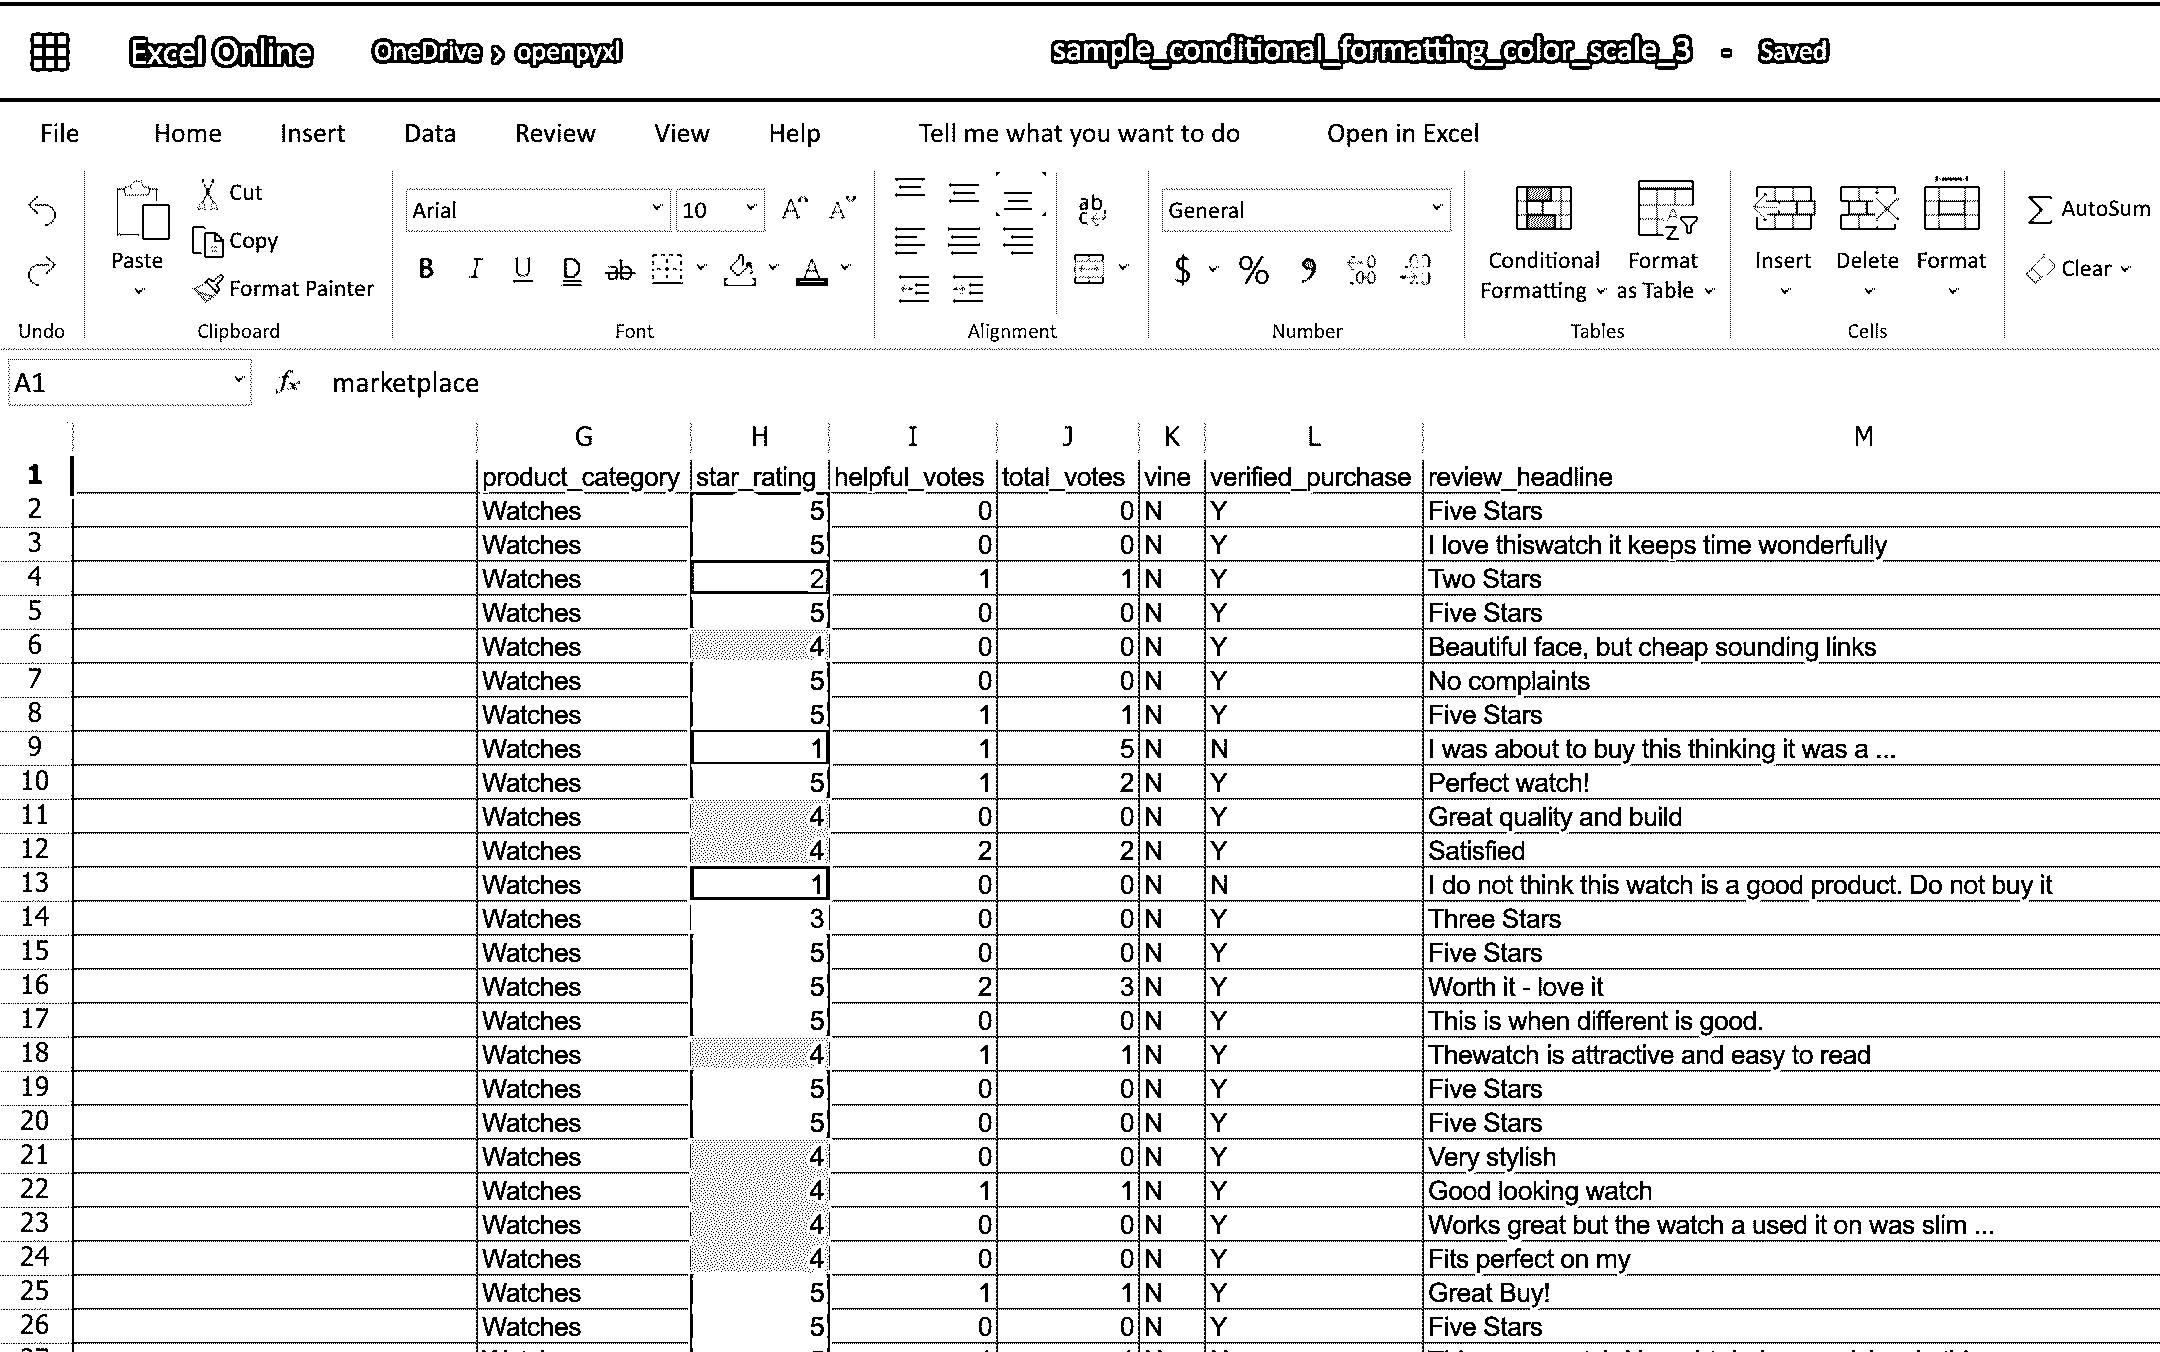 Excel Online OneDrive › openpyxl sample_conditional_formatting_color_scale_3 - Saved
File Home Insert Data Review View Help Tell me what you want to do Open in Excel
Undo
Paste
Cut
Copy
Format Painter
Clipboard
Arial 10
B I U D ab
Font
ab
Alignment
General
$ %
Number
Conditional Formatting
Format as Table
Tables
Insert Delete Format
Cells
AutoSum
Clear
A1 fx marketplace
G H I J K L M
1 product_category star_rating helpful_votes total_votes vine verified_purchase review_headline
2 Watches 5 0 0 N Y Five Stars
3 Watches 5 0 0 N Y I love thiswatch it keeps time wonderfully
4 Watches 2 1 1 N Y Two Stars
5 Watches 5 0 0 N Y Five Stars
6 Watches 4 0 0 N Y Beautiful face, but cheap sounding links
7 Watches 5 0 0 N Y No complaints
8 Watches 5 1 1 N Y Five Stars
9 Watches 1 1 5 N N I was about to buy this thinking it was a ...
10 Watches 5 1 2 N Y Perfect watch!
11 Watches 4 0 0 N Y Great quality and build
12 Watches 4 2 2 N Y Satisfied
13 Watches 1 0 0 N N I do not think this watch is a good product. Do not buy it
14 Watches 3 0 0 N Y Three Stars
15 Watches 5 0 0 N Y Five Stars
16 Watches 5 2 3 N Y Worth it - love it
17 Watches 5 0 0 N Y This is when different is good.
18 Watches 4 1 1 N Y Thewatch is attractive and easy to read
19 Watches 5 0 0 N Y Five Stars
20 Watches 5 0 0 N Y Five Stars
21 Watches 4 0 0 N Y Very stylish
22 Watches 4 1 1 N Y Good looking watch
23 Watches 4 0 0 N Y Works great but the watch a used it on was slim ...
24 Watches 4 0 0 N Y Fits perfect on my
25 Watches 5 1 1 N Y Great Buy!
26 Watches 5 0 0 N Y Five Stars